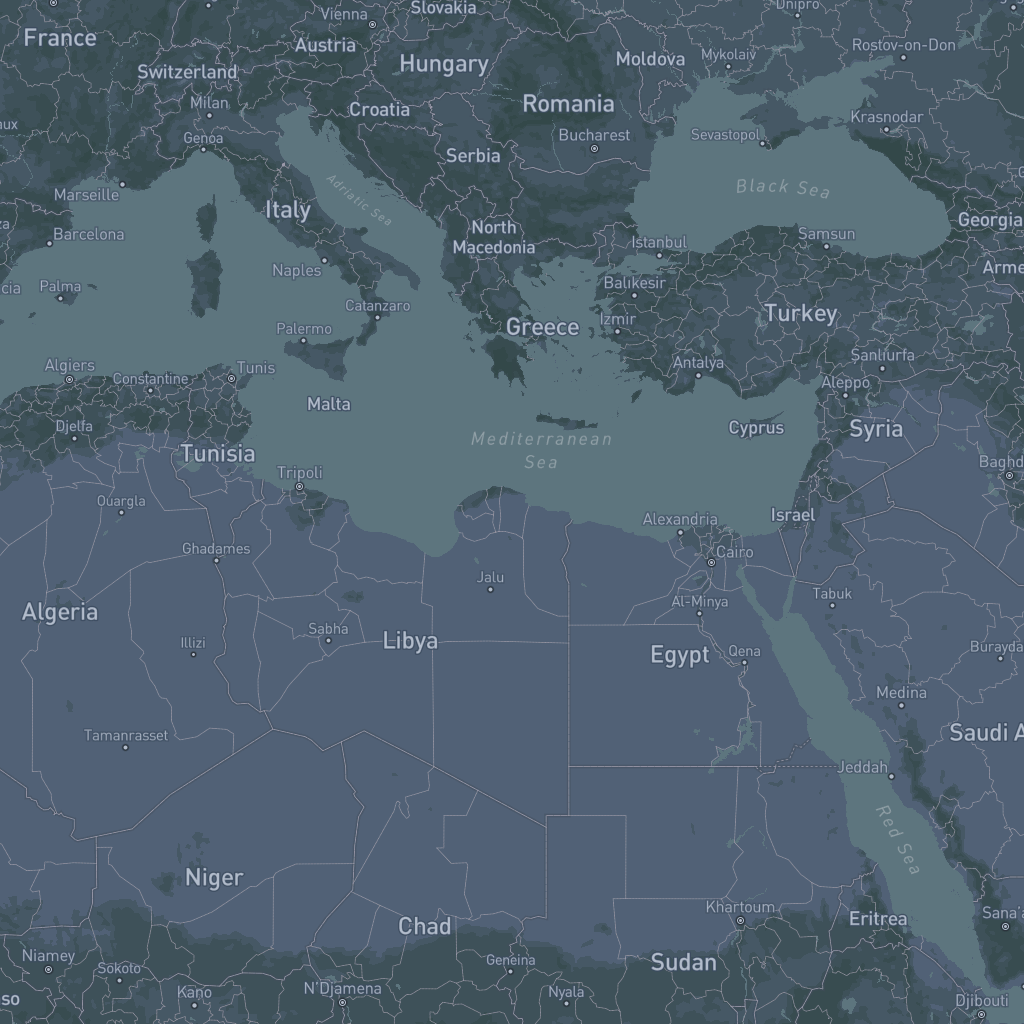 Dnipro
Slovakia
Vienna
France
Austria
Rostov-on-Don
Mykolaiv
Moldova
Hungary
Switzerland
Milan
Croatia
Romania
Krasnodar
aux
Bucharest
Sevastopol
Genoa
Serbia
Black Sea
Marseille
Adriatic Sea
Italy
Georgia
za
Barcelona
North
Macedonia
Istanbul
Samsun
Naples
Arme
cia
Palma
Balıkesir
Catanzaro
Turkey
Izmir
Palermo
Greece
Algiers
Tunis
Constantine
Antalya
Sanliurfa
Aleppo
Malta
Djelfa
Cyprus
Syria
Mediterranean
Sea
Tunisia
Baghd
Tripoli
Ouargla
Alexandria
Israel
Ghadames
Cairo
Jalu
Tabuk
Al-Minya
Algeria
Sabha
Illizi
Libya
Egypt
Qena
Burayda
Medina
Tamanrasset
Saudi A
Jeddah
Red Sea
Niger
Khartoum
Sana'a
Eritrea
Chad
Niamey
Sokoto
Geneina
Sudan
Kano
N'Djamena
Nyala
so
Djibouti